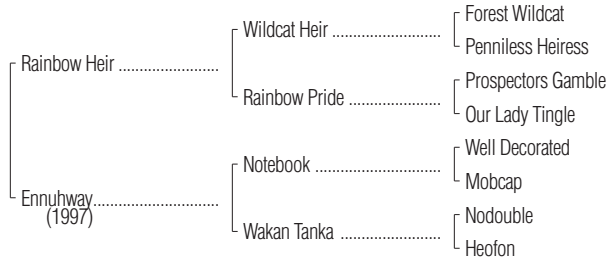 Forest Wildcat
Wildcat Heir ........................
Penniless Heiress
Rainbow Heir ......................
Prospectors Gamble
Rainbow Pride ....................
Our Lady Tingle
Well Decorated
Notebook ...........................
Mobcap
Ennuhway...........................
(1997)
Nodouble
Wakan Tanka ......................
Heofon